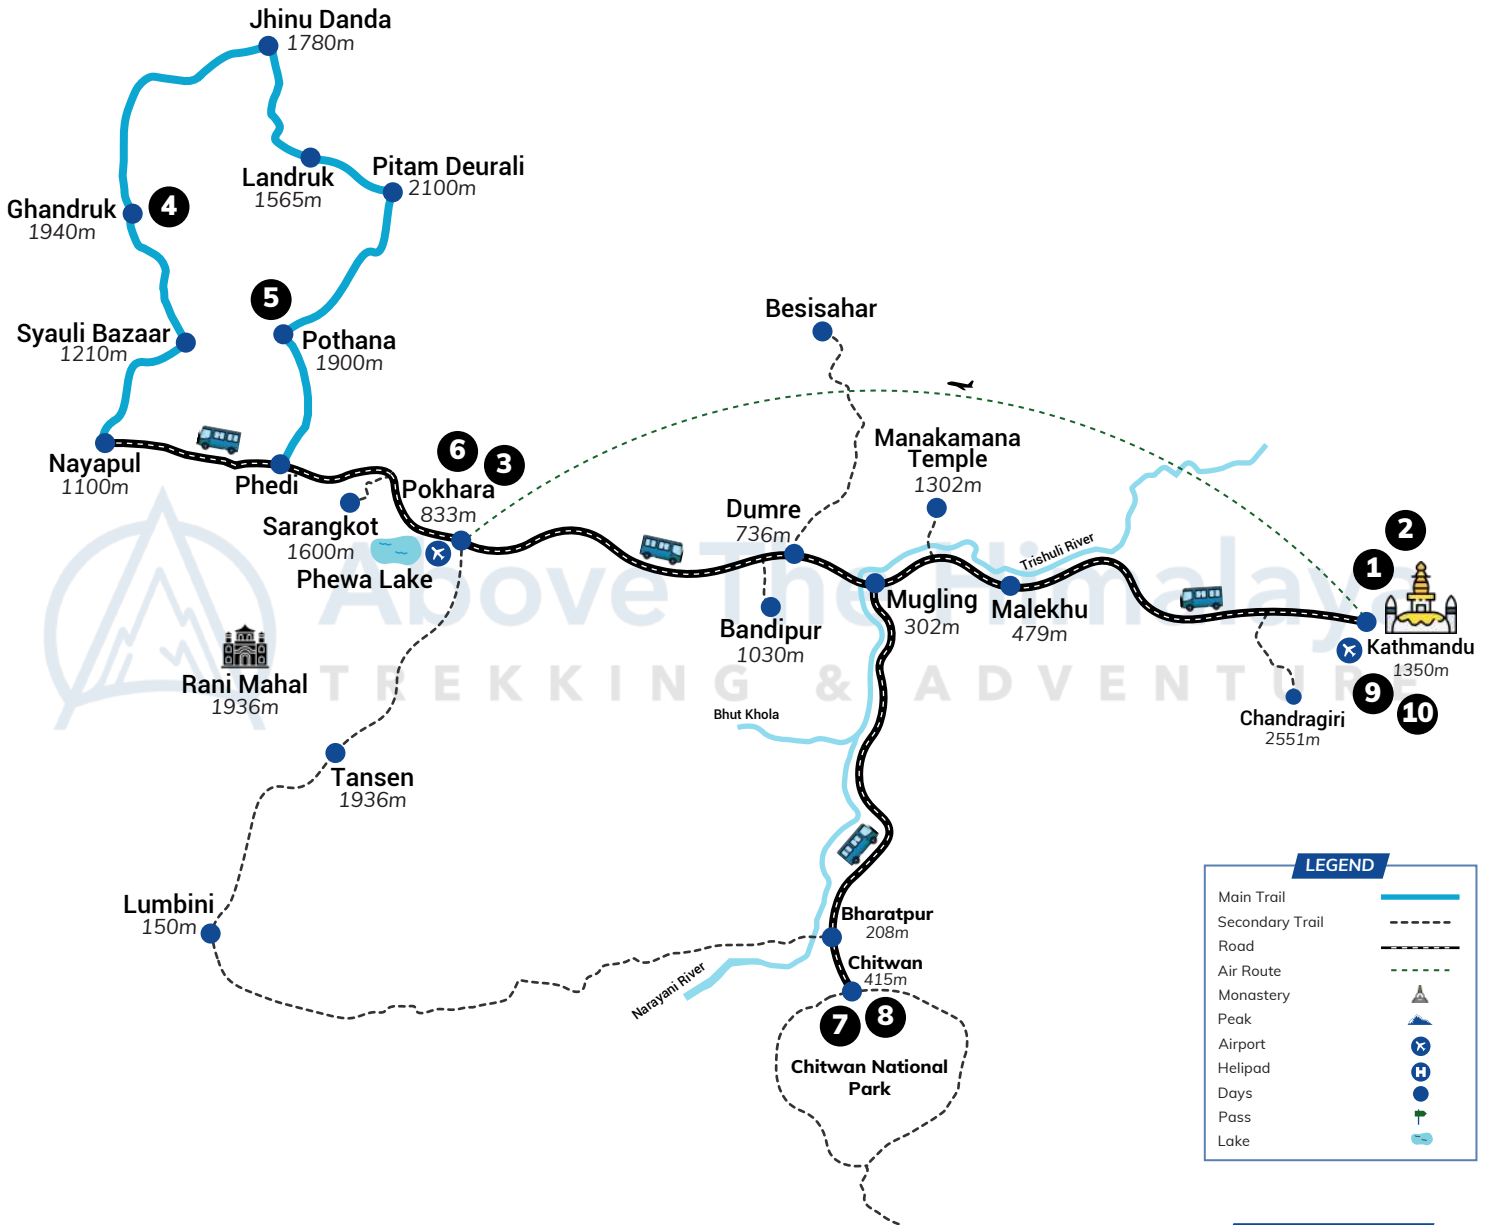 Jhinu Danda
1780m
Landruk
1565m
Pitam Deurali
2100m
Ghandruk
1940m
4
5
Syauli Bazaar
1210m
Pothana
1900m
Besisahar
Nayapul
1100m
Phedi
6
3
Pokhara
833m
Sarangkot
1600m
Phewa Lake
Manakamana
Temple
1302m
Dumre
736m
Trishuli River
2
1
Above The Himalaya
TREKKING & ADVENTURE
Mugling
302m
Malekhu
479m
Bandipur
1030m
Kathmandu
1350m
9
10
Rani Mahal
1936m
Chandragiri
2551m
Bhut Khola
Tansen
1936m
Lumbini
150m
Bharatpur
208m
Chitwan
415m
Narayani River
7
8
Chitwan National
Park
LEGEND
Main Trail
Secondary Trail
Road
Air Route
Monastery
Peak
Airport
Helipad
H
Days
Pass
Lake